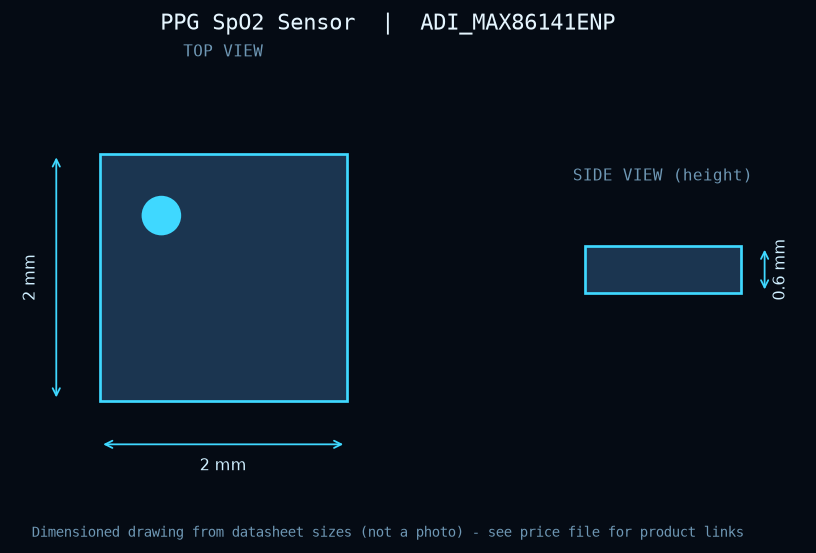 PPG SpO2 Sensor | ADI_MAX86141ENP
TOP VIEW
SIDE VIEW (height)
2 mm
0.6 mm
2 mm
Dimensioned drawing from datasheet sizes (not a photo) - see price file for product links